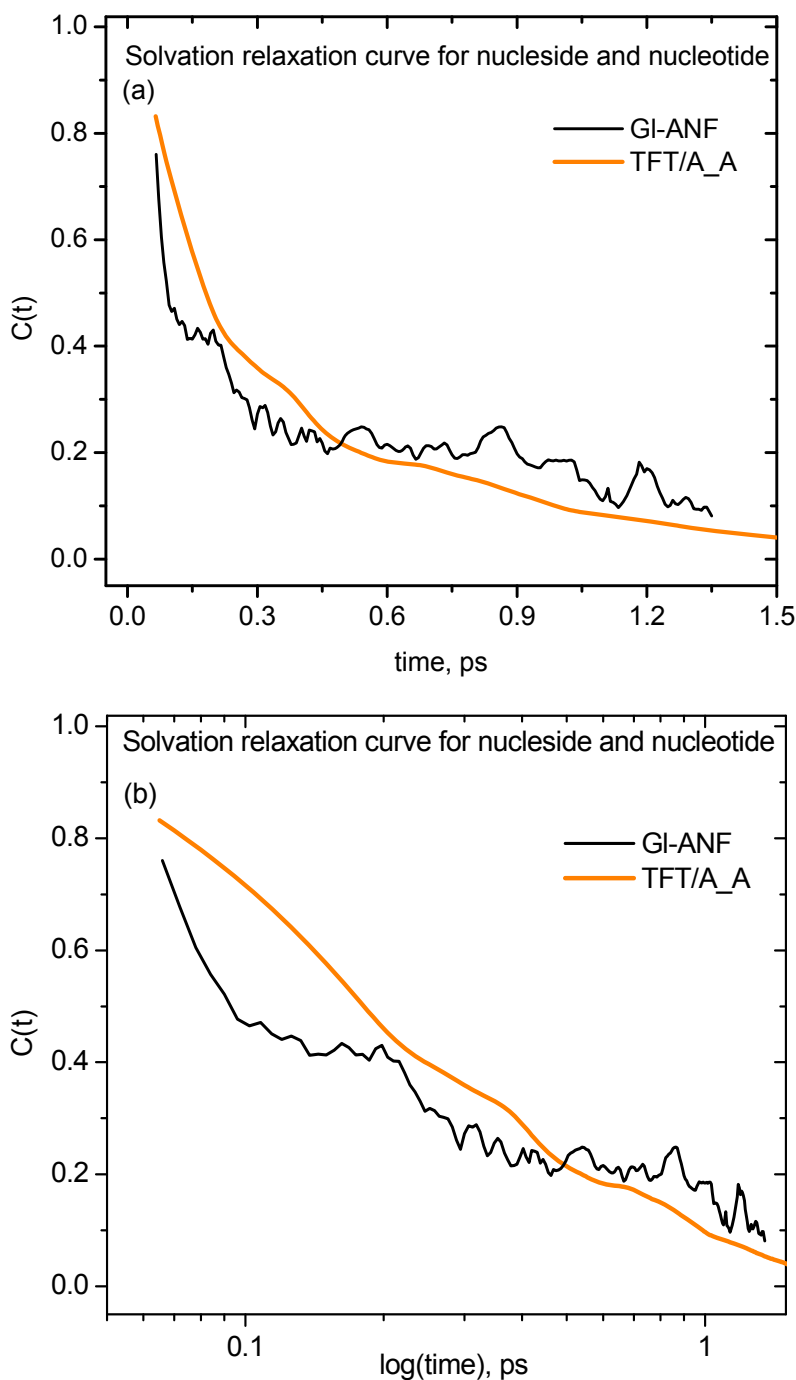 Solvation relaxation curve for nucleside and nucleotide
(a)
GI-ANF
TFT/A_A
1.0
0.8
0.6
0.4
0.2
0.0
C(t)
0.0 0.3 0.6 0.9 1.2 1.5
time, ps
Solvation relaxation curve for nucleside and nucleotide
(b)
GI-ANF
TFT/A_A
1.0
0.8
0.6
0.4
0.2
0.0
C(t)
0.1 1
log(time), ps